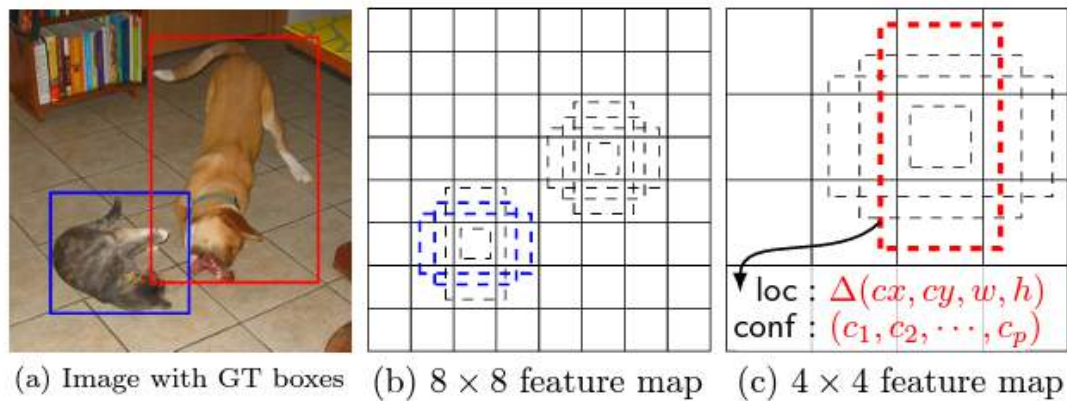 loc : Δ(cx, cy, w, h)
conf : (c₁, c₂, ⋯, cₚ)
(a) Image with GT boxes
(b) 8 × 8 feature map
(c) 4 × 4 feature map